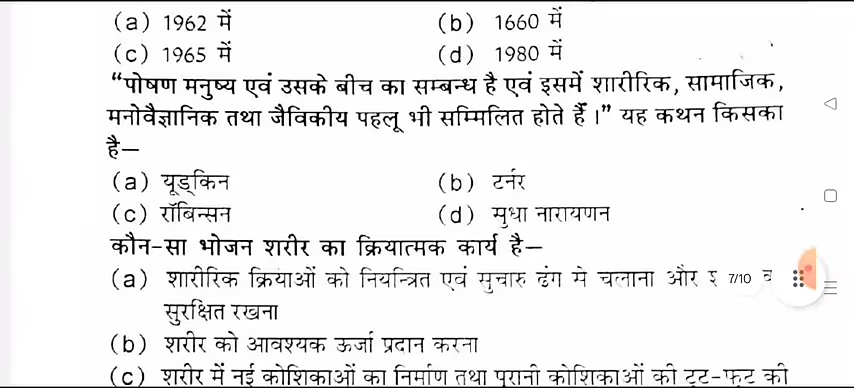 (a) 1962 में (b) 1660 में
(c) 1965 में (d) 1980 में
“पोषण मनुष्य एवं उसके बीच का सम्बन्ध है एवं इसमें शारीरिक, सामाजिक,
मनोवैज्ञानिक तथा जैविकीय पहलू भी सम्मिलित होते हैं।” यह कथन किसका
है—
(a) यूड्किन (b) टर्नर
(c) रॉबिन्सन (d) सुधा नारायणन
कौन-सा भोजन शरीर का क्रियात्मक कार्य है—
(a) शारीरिक क्रियाओं को नियन्त्रित एवं सुचारु ढंग से चलाना और 7/10
सुरक्षित रखना
(b) शरीर को आवश्यक ऊर्जा प्रदान करना
(c) शरीर में नई कोशिकाओं का निर्माण तथा पुरानी कोशिकाओं की टूट-फूट की